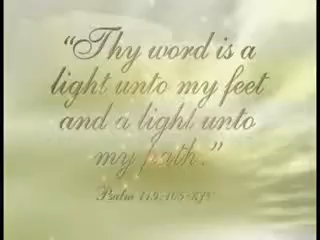 “Thy word is a
light unto my feet
and a light unto
my path.”
Psalm 119:105 KJV